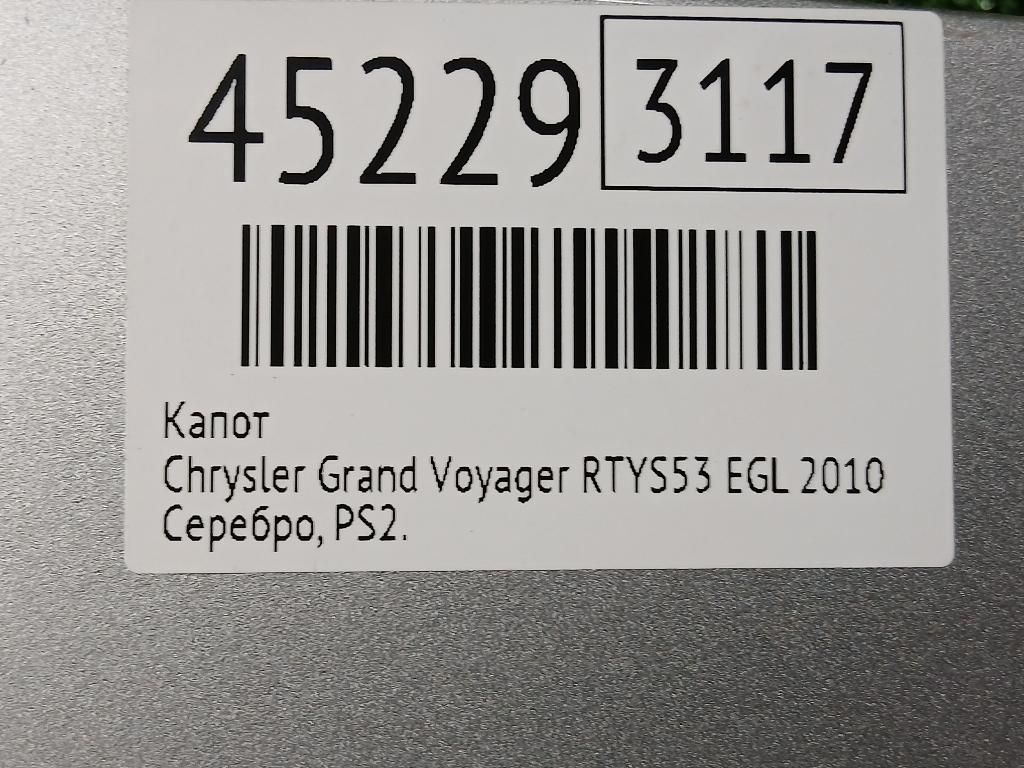 45229 3117
Капот
Chrysler Grand Voyager RTYS53 EGL 2010
Серебро, PS2.